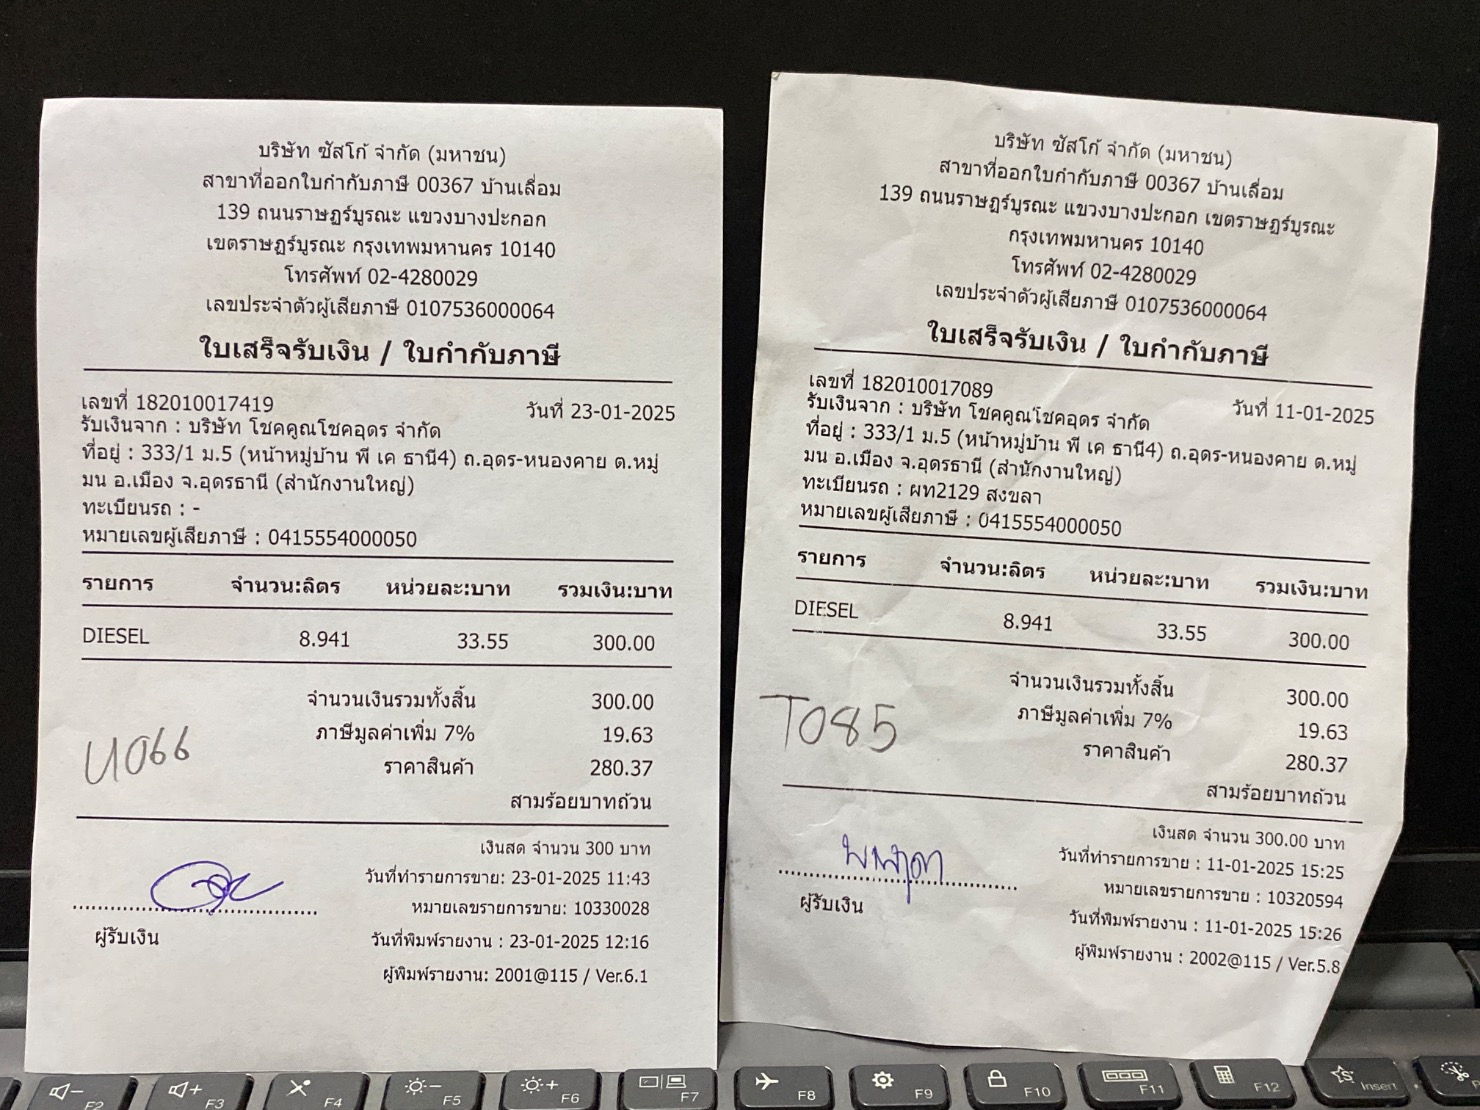 บริษัท ซัสโก้ จำกัด (มหาชน)
สาขาที่ออกใบกำกับภาษี 00367 บ้านเลื่อม
139 ถนนราษฎร์บูรณะ แขวงบางปะกอก
เขตราษฎร์บูรณะ กรุงเทพมหานคร 10140
โทรศัพท์ 02-4280029
เลขประจำตัวผู้เสียภาษี 0107536000064
ใบเสร็จรับเงิน / ใบกำกับภาษี
เลขที่ 182010017419 วันที่ 23-01-2025
รับเงินจาก : บริษัท โชคคูณโชคอุดร จำกัด
ที่อยู่ : 333/1 ม.5 (หน้าหมู่บ้าน พี เค ธานี4) ถ.อุดร-หนองคาย ต.หมู่
มน อ.เมือง จ.อุดรธานี (สำนักงานใหญ่)
ทะเบียนรถ : -
หมายเลขผู้เสียภาษี : 0415554000050
รายการ จำนวน:ลิตร หน่วยละ:บาท รวมเงิน:บาท
DIESEL 8.941 33.55 300.00
จำนวนเงินรวมทั้งสิ้น 300.00
ภาษีมูลค่าเพิ่ม 7% 19.63
U066
ราคาสินค้า 280.37
สามร้อยบาทถ้วน
เงินสด จำนวน 300 บาท
วันที่ทำรายการขาย: 23-01-2025 11:43
หมายเลขรายการขาย: 10330028
ผู้รับเงิน
วันที่พิมพ์รายงาน : 23-01-2025 12:16
ผู้พิมพ์รายงาน: 2001@115 / Ver.6.1
บริษัท ซัสโก้ จำกัด (มหาชน)
สาขาที่ออกใบกำกับภาษี 00367 บ้านเลื่อม
139 ถนนราษฎร์บูรณะ แขวงบางปะกอก เขตราษฎร์บูรณะ
กรุงเทพมหานคร 10140
โทรศัพท์ 02-4280029
เลขประจำตัวผู้เสียภาษี 0107536000064
ใบเสร็จรับเงิน / ใบกำกับภาษี
เลขที่ 182010017089 วันที่ 11-01-2025
รับเงินจาก : บริษัท โชคคูณโชคอุดร จำกัด
ที่อยู่ : 333/1 ม.5 (หน้าหมู่บ้าน พี เค ธานี4) ถ.อุดร-หนองคาย ต.หมู่
มน อ.เมือง จ.อุดรธานี (สำนักงานใหญ่)
ทะเบียนรถ : ผท2129 สงขลา
หมายเลขผู้เสียภาษี : 0415554000050
รายการ จำนวน:ลิตร หน่วยละ:บาท รวมเงิน:บาท
DIESEL 8.941 33.55 300.00
จำนวนเงินรวมทั้งสิ้น 300.00
T085
ภาษีมูลค่าเพิ่ม 7% 19.63
ราคาสินค้า 280.37
สามร้อยบาทถ้วน
เงินสด จำนวน 300.00 บาท
วันที่ทำรายการขาย : 11-01-2025 15:25
หมายเลขรายการขาย : 10320594
ผู้รับเงิน
วันที่พิมพ์รายงาน : 11-01-2025 15:26
ผู้พิมพ์รายงาน : 2002@115 / Ver.5.8
F2 F3 F4 F5 F6 F7 F8 F9 F10 F11 F12 Insert